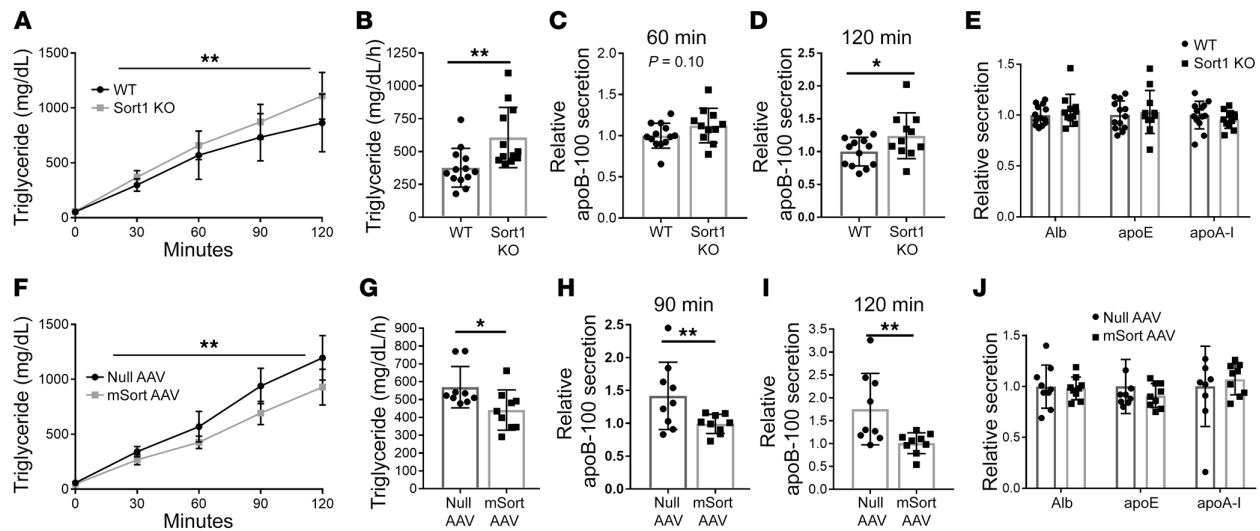 A
Triglyceride (mg/dL)
1500
1000
500
0
**
WT
Sort1 KO
0 30 60 90 120
Minutes
B
Triglyceride (mg/dL/h)
1250
1000
750
500
250
0
**
WT Sort1
KO
C
60 min
Relative
apoB-100 secretion
2.0
1.5
1.0
0.5
0.0
P = 0.10
WT Sort1
KO
D
120 min
Relative
apoB-100 secretion
2.5
2.0
1.5
1.0
0.5
0.0
*
WT Sort1
KO
E
Relative secretion
1.5
1.0
0.5
0.0
WT
Sort1 KO
Alb apoE apoA-I
F
Triglyceride (mg/dL)
1500
1000
500
0
**
Null AAV
mSort AAV
0 30 60 90 120
Minutes
G
Triglyceride (mg/dL/h)
900
800
700
600
500
400
300
200
100
0
*
Null mSort
AAV AAV
H
90 min
Relative
apoB-100 secretion
2.5
2.0
1.5
1.0
0.5
0.0
**
Null mSort
AAV AAV
I
120 min
Relative
apoB-100 secretion
3.5
3.0
2.5
2.0
1.5
1.0
0.5
0.0
**
Null mSort
AAV AAV
J
Relative secretion
1.5
1.0
0.5
0.0
Null AAV
mSort AAV
Alb apoE apoA-I